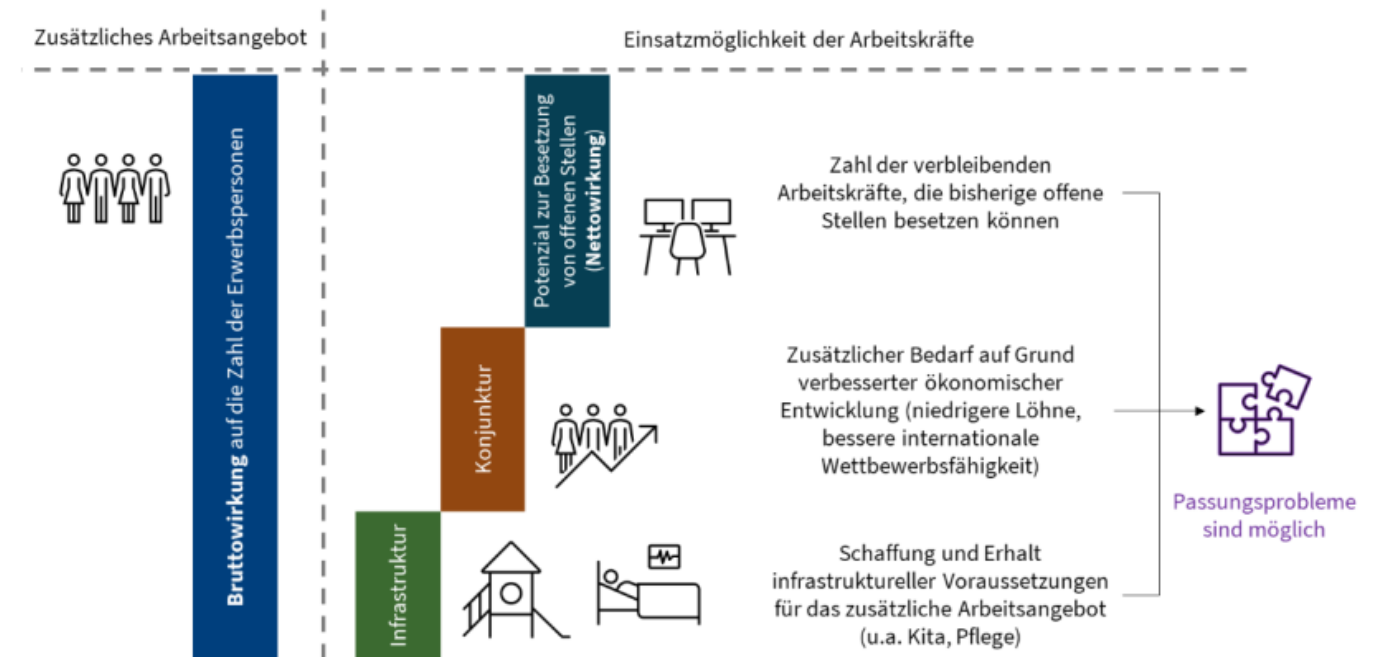 Zusätzliches Arbeitsangebot
Einsatzmöglichkeit der Arbeitskräfte
Bruttowirkung auf die Zahl der Erwerbspersonen
Potenzial zur Besetzung
von offenen Stellen
(Nettowirkung)
Zahl der verbleibenden
Arbeitskräfte, die bisherige offene
Stellen besetzen können
Konjunktur
Zusätzlicher Bedarf auf Grund
verbesserter ökonomischer
Entwicklung (niedrigere Löhne,
bessere internationale
Wettbewerbsfähigkeit)
Passungsprobleme
sind möglich
Infrastruktur
Schaffung und Erhalt
infrastruktureller Voraussetzungen
für das zusätzliche Arbeitsangebot
(u.a. Kita, Pflege)